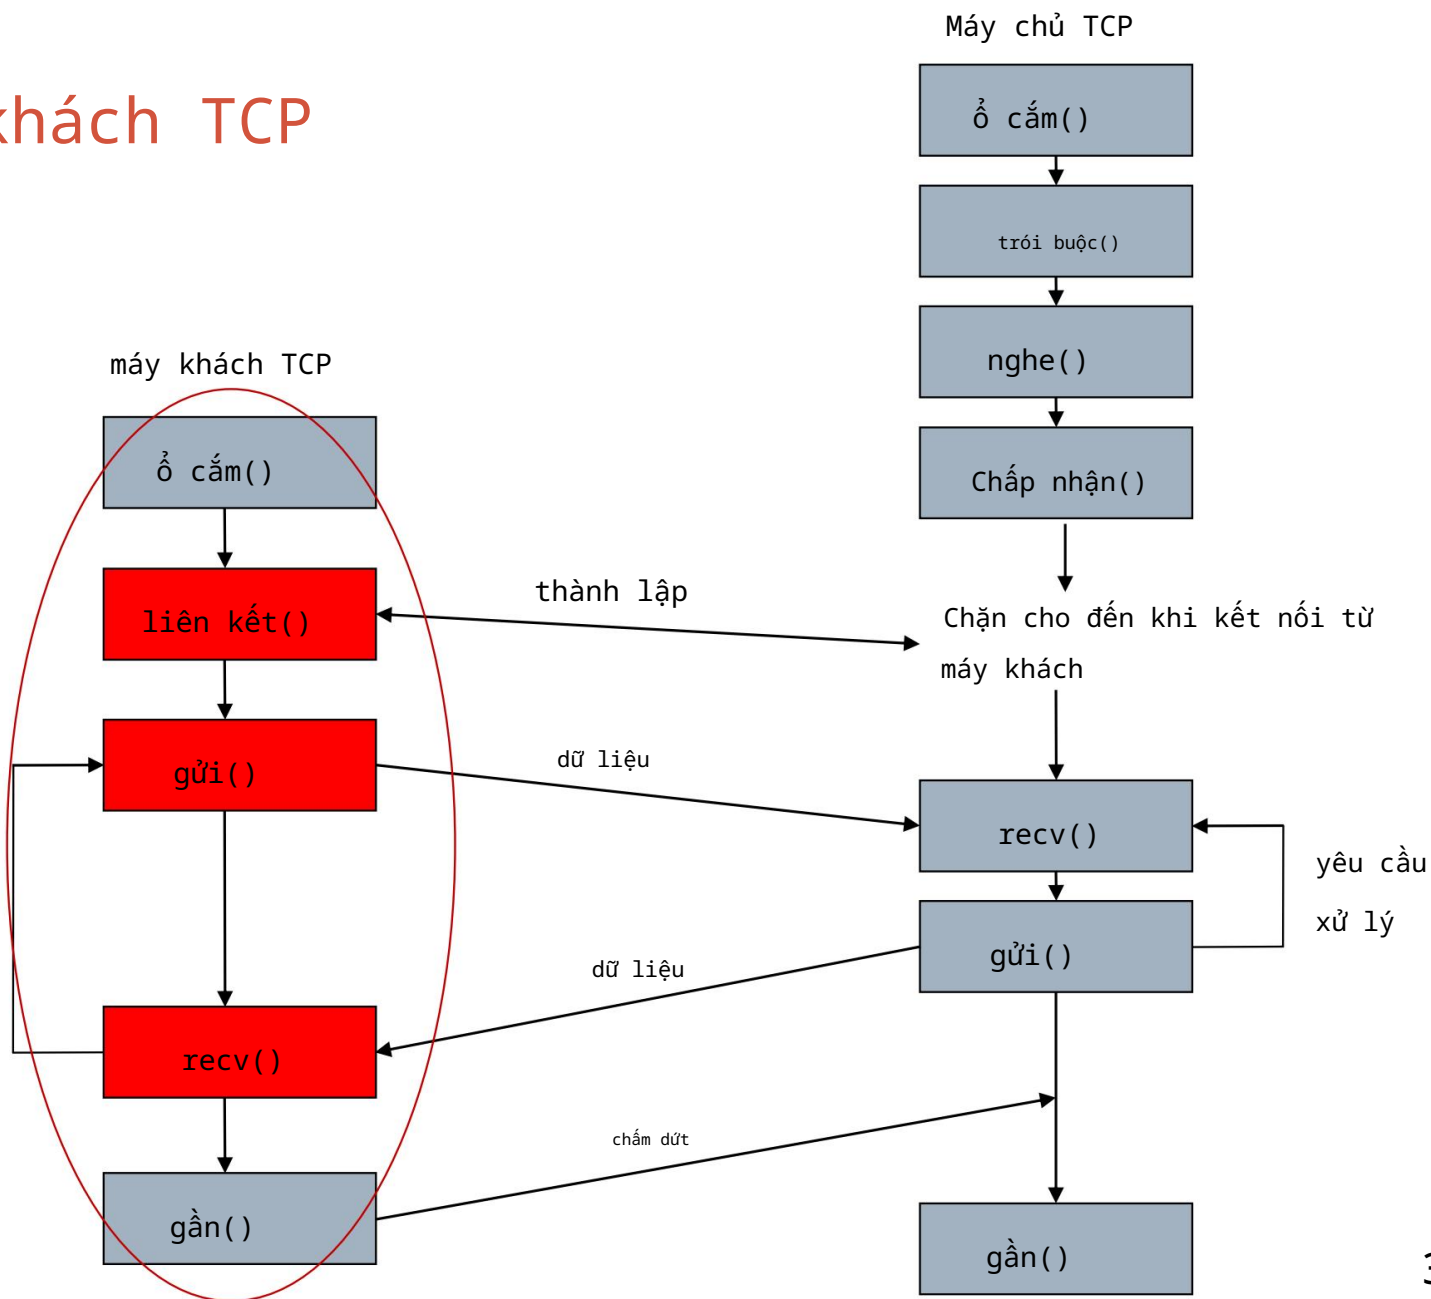 Máy chủ TCP
khách TCP
ổ cắm()
trói buộc()
nghe()
máy khách TCP
ổ cắm()
Chấp nhận()
liên kết()
thành lập
Chặn cho đến khi kết nối từ
máy khách
gửi()
dữ liệu
recv()
yêu cầu
xử lý
gửi()
dữ liệu
recv()
chấm dứt
gần()
gần()
3